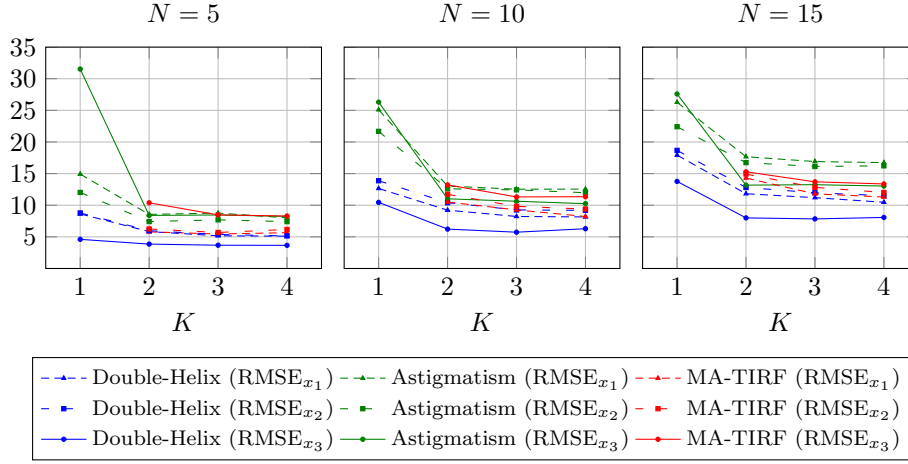 N = 5
N = 10
N = 15
35
30
25
20
15
10
5
1 2 3 4
1 2 3 4
1 2 3 4
K
K
K
Double-Helix (RMSE_{x_1}) Astigmatism (RMSE_{x_1}) MA-TIRF (RMSE_{x_1})
Double-Helix (RMSE_{x_2}) Astigmatism (RMSE_{x_2}) MA-TIRF (RMSE_{x_2})
Double-Helix (RMSE_{x_3}) Astigmatism (RMSE_{x_3}) MA-TIRF (RMSE_{x_3})